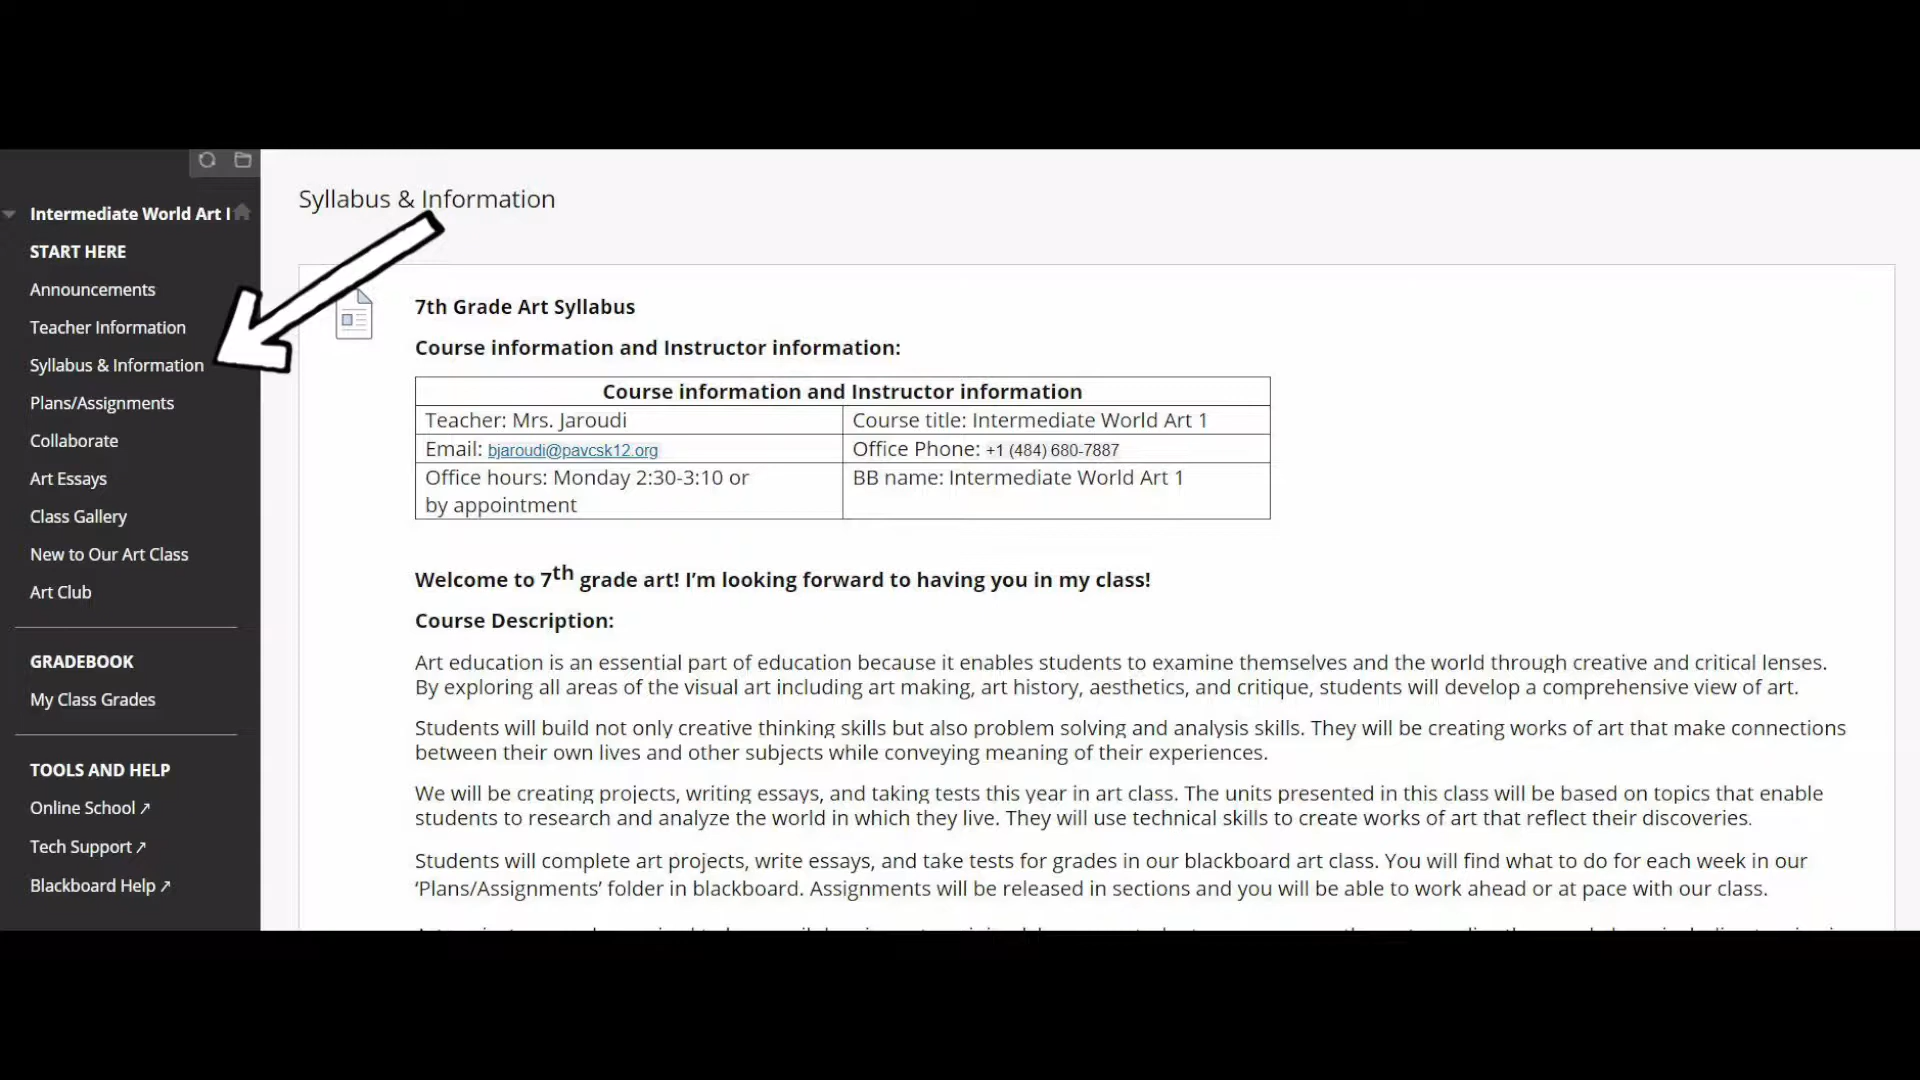 Intermediate World Art I
START HERE
Announcements
Teacher Information
Syllabus & Information
Plans/Assignments
Collaborate
Art Essays
Class Gallery
New to Our Art Class
Art Club
GRADEBOOK
My Class Grades
TOOLS AND HELP
Online School ↗
Tech Support ↗
Blackboard Help ↗
Syllabus & Information
7th Grade Art Syllabus
Course information and Instructor information:
Course information and Instructor information
Teacher: Mrs. Jaroudi
Course title: Intermediate World Art 1
Email: bjaroudi@pavcsk12.org
Office Phone: +1 (484) 680-7887
Office hours: Monday 2:30-3:10 or
by appointment
BB name: Intermediate World Art 1
Welcome to 7th grade art! I’m looking forward to having you in my class!
Course Description:
Art education is an essential part of education because it enables students to examine themselves and the world through creative and critical lenses.
By exploring all areas of the visual art including art making, art history, aesthetics, and critique, students will develop a comprehensive view of art.
Students will build not only creative thinking skills but also problem solving and analysis skills. They will be creating works of art that make connections
between their own lives and other subjects while conveying meaning of their experiences.
We will be creating projects, writing essays, and taking tests this year in art class. The units presented in this class will be based on topics that enable
students to research and analyze the world in which they live. They will use technical skills to create works of art that reflect their discoveries.
Students will complete art projects, write essays, and take tests for grades in our blackboard art class. You will find what to do for each week in our
‘Plans/Assignments’ folder in blackboard. Assignments will be released in sections and you will be able to work ahead or at pace with our class.